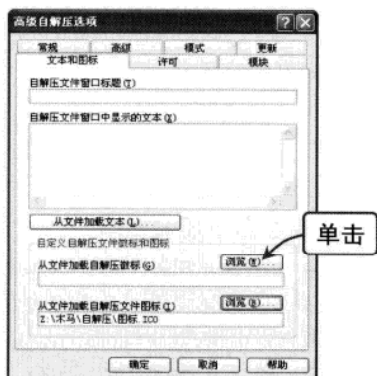 高级自解压选项
常规 高级 模式 更新
文本和图标 许可 模块
自解压文件窗口标题(T)
自解压文件窗口中显示的文本(X)
从文件加载文本(L)...
自定义自解压文件徽标和图标
从文件加载自解压徽标(G) 浏览(R)...
单击
从文件加载自解压文件图标(I) 浏览(B)...
Z:\木马\自解压\图标.ICO
确定 取消 帮助